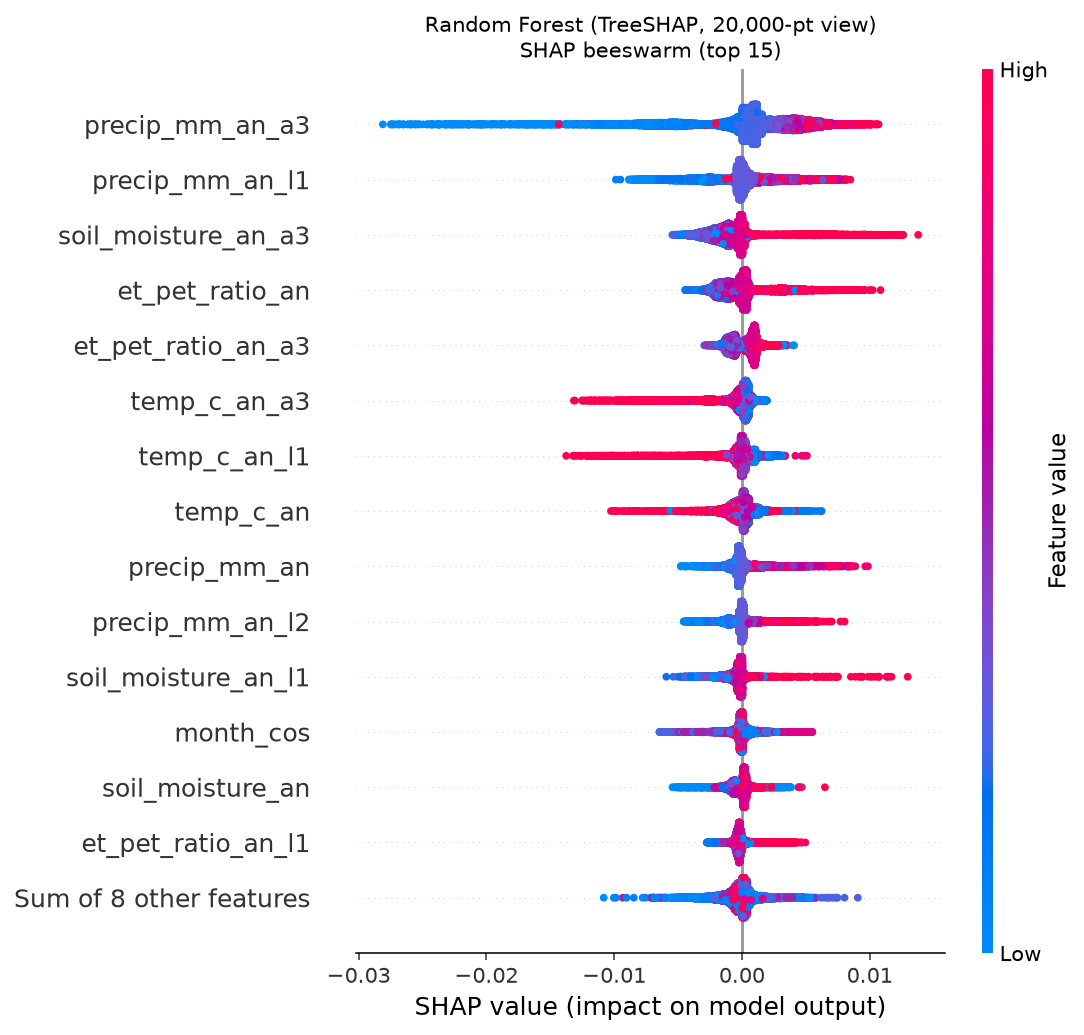 Random Forest (TreeSHAP, 20,000-pt view)
SHAP beeswarm (top 15)
High
precip_mm_an_a3
precip_mm_an_l1
soil_moisture_an_a3
et_pet_ratio_an
et_pet_ratio_an_a3
temp_c_an_a3
temp_c_an_l1
temp_c_an
precip_mm_an
precip_mm_an_l2
soil_moisture_an_l1
month_cos
soil_moisture_an
et_pet_ratio_an_l1
Sum of 8 other features
Feature value
Low
−0.03 −0.02 −0.01 0.00 0.01
SHAP value (impact on model output)